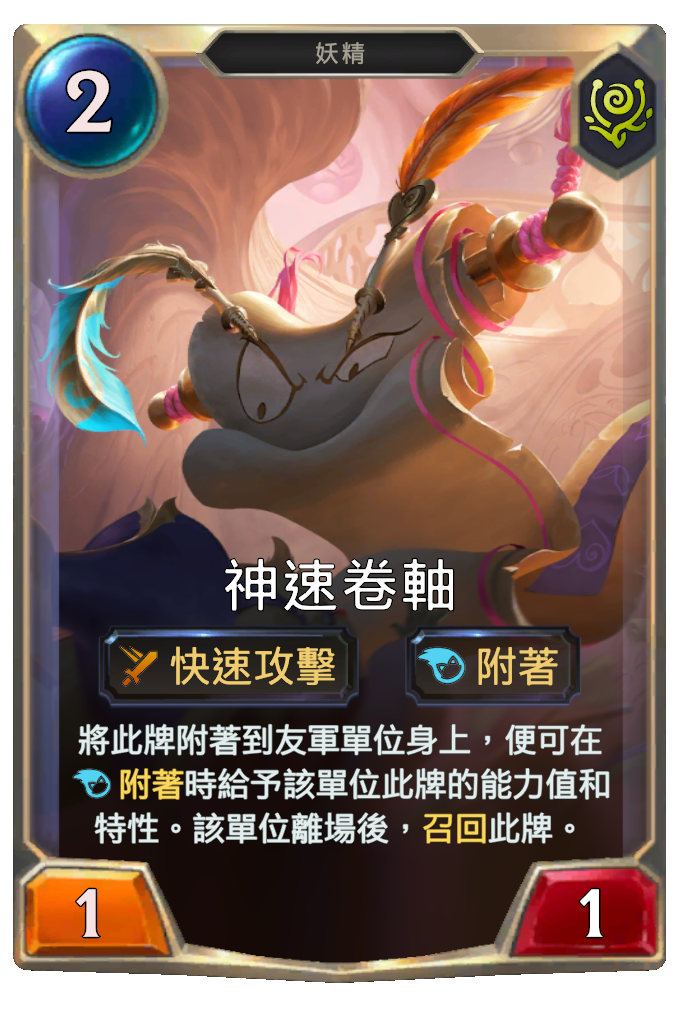 妖精
2
神速卷軸
快速攻擊 附著
將此牌附著到友軍單位身上，便可在
附著時給予該單位此牌的能力值和
特性。該單位離場後，召回此牌。
1 1